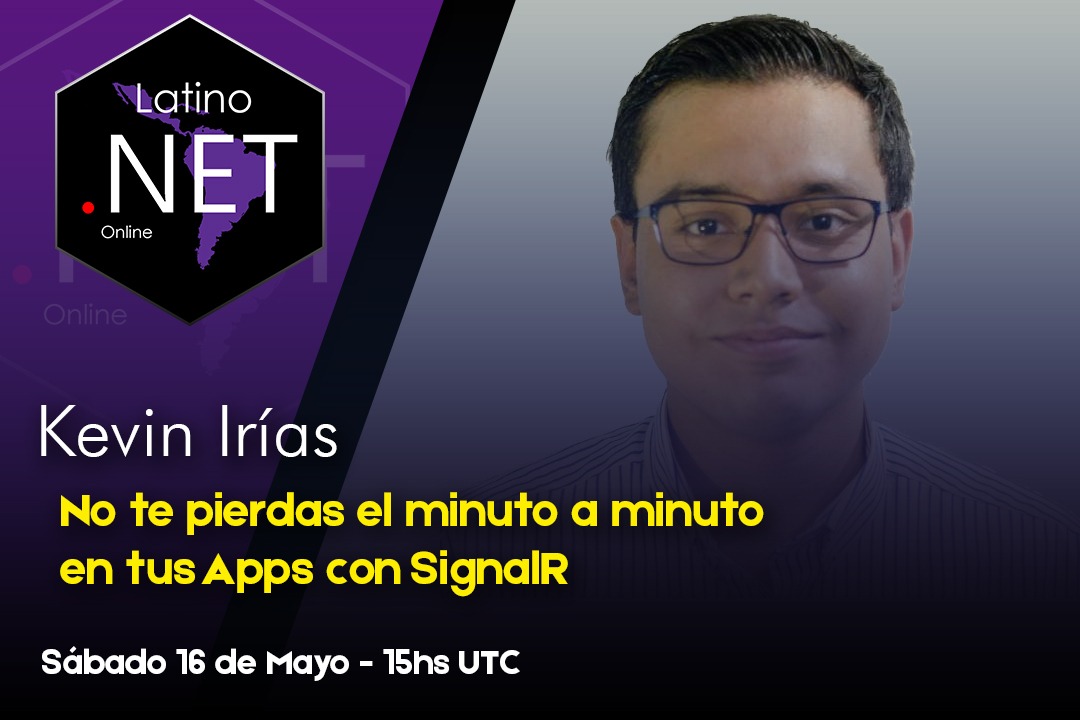 Latino
.NET
Online
Online
Kevin Irías
No te pierdas el minuto a minuto
en tus Apps con SignalR
Sábado 16 de Mayo - 15hs UTC